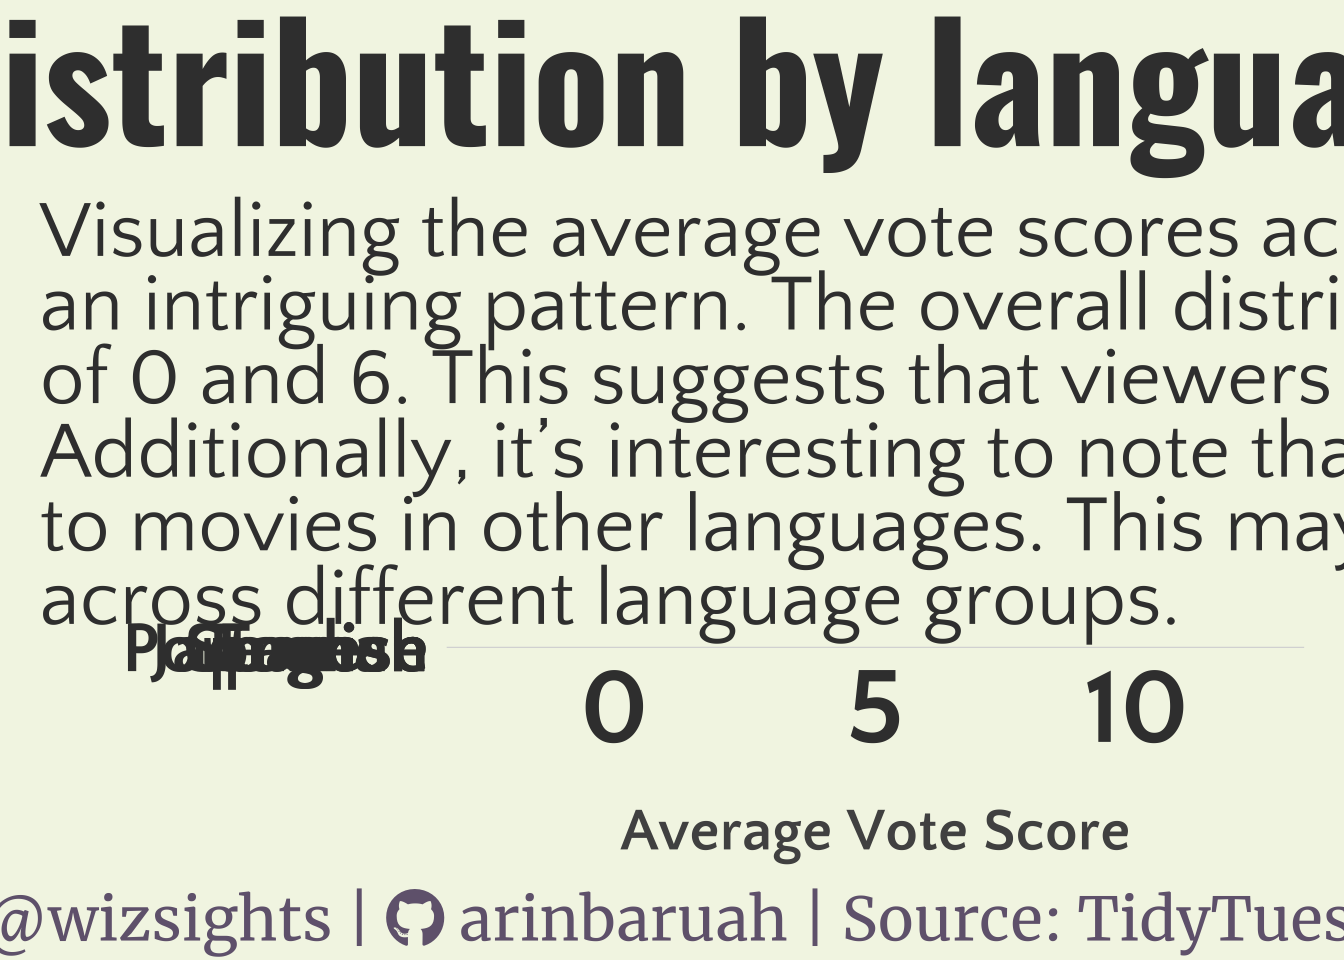 istribution by langua
Visualizing the average vote scores ac
an intriguing pattern. The overall distri
of 0 and 6. This suggests that viewers
Additionally, it’s interesting to note tha
to movies in other languages. This may
across different language groups.
0 5 10
Average Vote Score
@wizsights | arinbaruah | Source: TidyTues